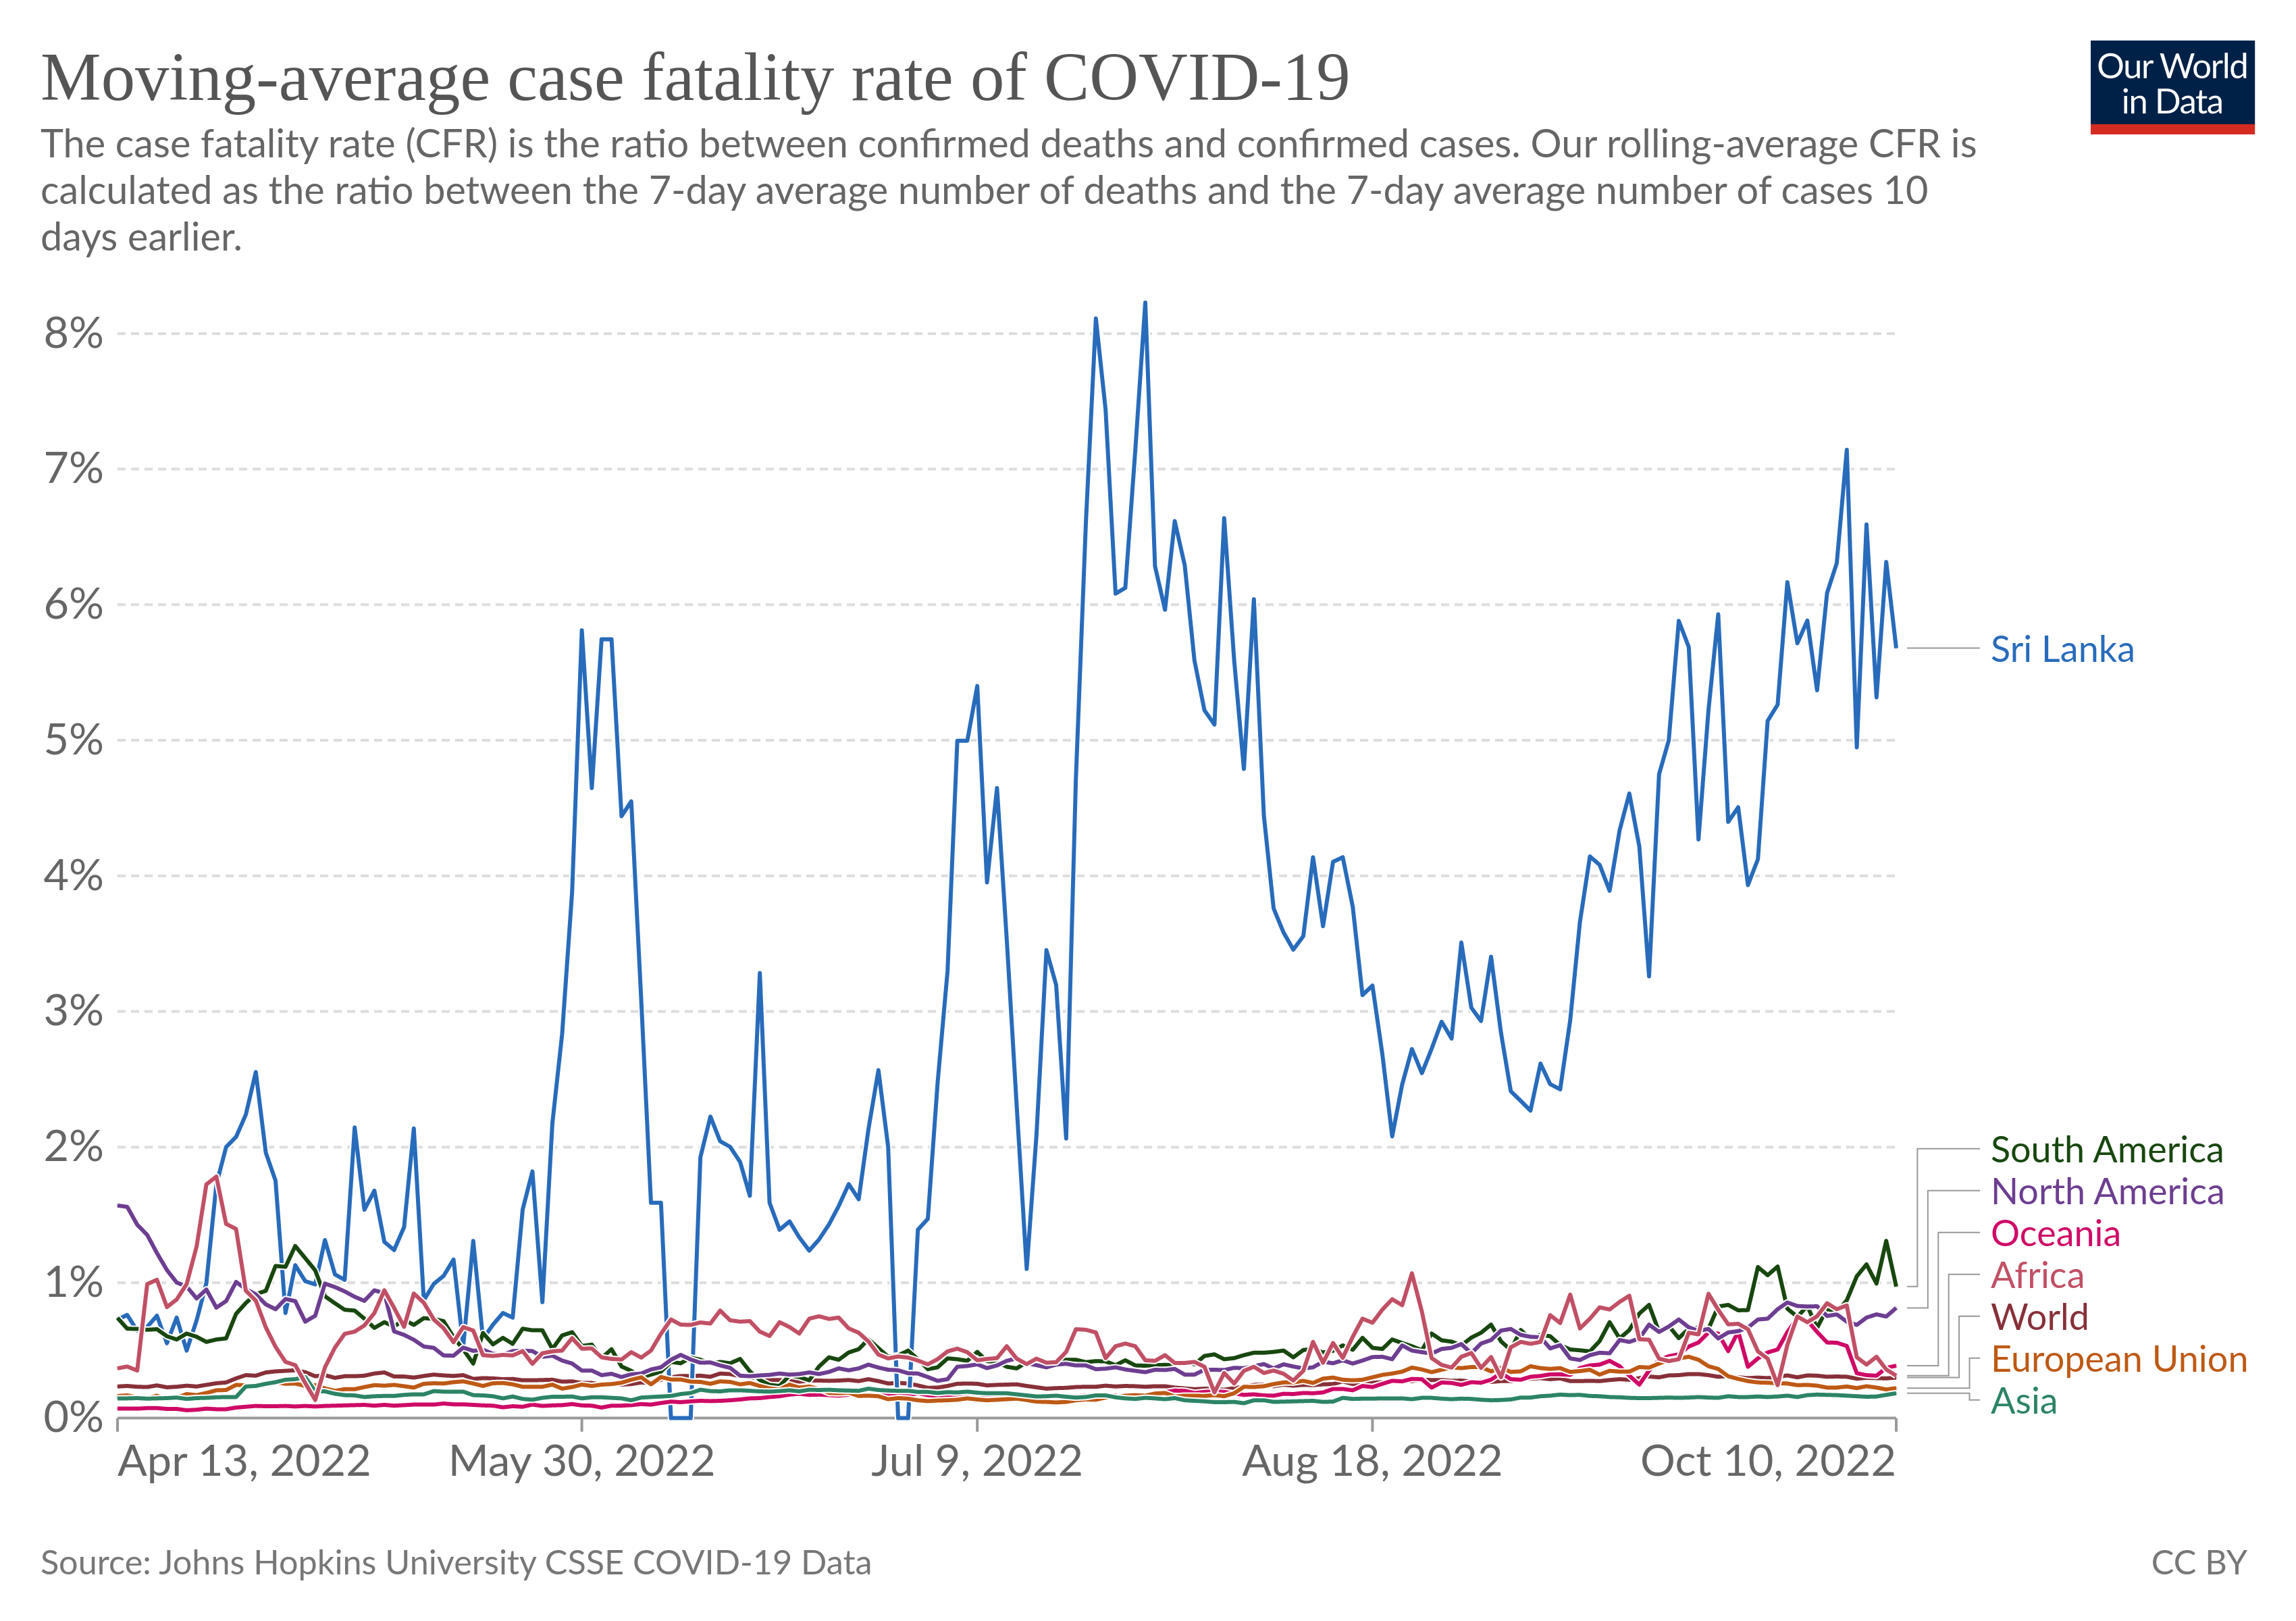 Moving-average case fatality rate of COVID-19
Our World
in Data
The case fatality rate (CFR) is the ratio between confirmed deaths and confirmed cases. Our rolling-average CFR is
calculated as the ratio between the 7-day average number of deaths and the 7-day average number of cases 10
days earlier.
8%
7%
6%
5%
4%
3%
2%
1%
0%
Sri Lanka
South America
North America
Oceania
Africa
World
European Union
Asia
Apr 13, 2022
May 30, 2022
Jul 9, 2022
Aug 18, 2022
Oct 10, 2022
Source: Johns Hopkins University CSSE COVID-19 Data
CC BY